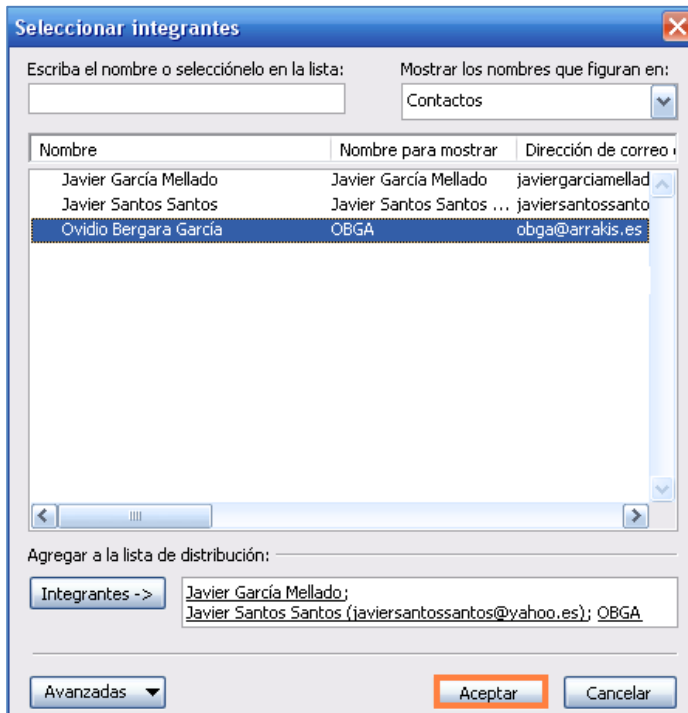 Seleccionar integrantes
Escriba el nombre o selecciónelo en la lista:
Mostrar los nombres que figuran en:
Contactos
Nombre Nombre para mostrar Dirección de correo
Javier García Mellado Javier García Mellado javiergarciamellad
Javier Santos Santos Javier Santos Santos ... javiersantossanto
Ovidio Bergara García OBGA obga@arrakis.es
Agregar a la lista de distribución:
Integrantes -> Javier García Mellado;
Javier Santos Santos (javiersantossantos@yahoo.es); OBGA
Avanzadas Aceptar Cancelar